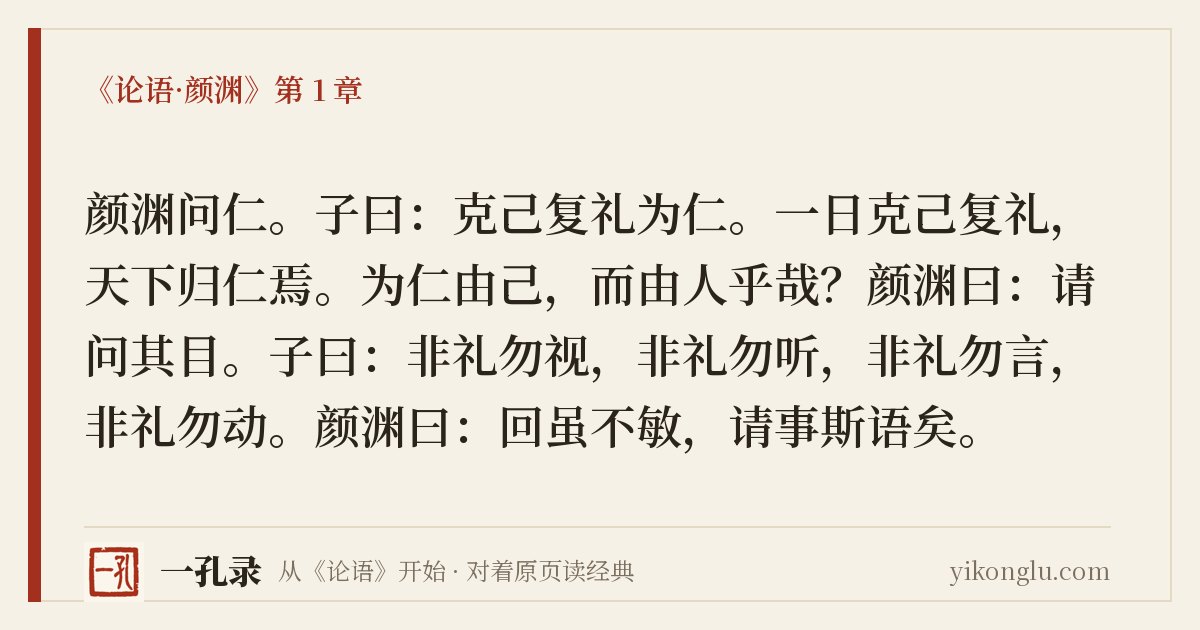 《论语·颜渊》第 1 章
颜渊问仁。子曰：克己复礼为仁。一日克己复礼，
天下归仁焉。为仁由己，而由人乎哉？颜渊曰：请
问其目。子曰：非礼勿视，非礼勿听，非礼勿言，
非礼勿动。颜渊曰：回虽不敏，请事斯语矣。
一孔 一孔录 从《论语》开始 · 对着原页读经典 yikonglu.com